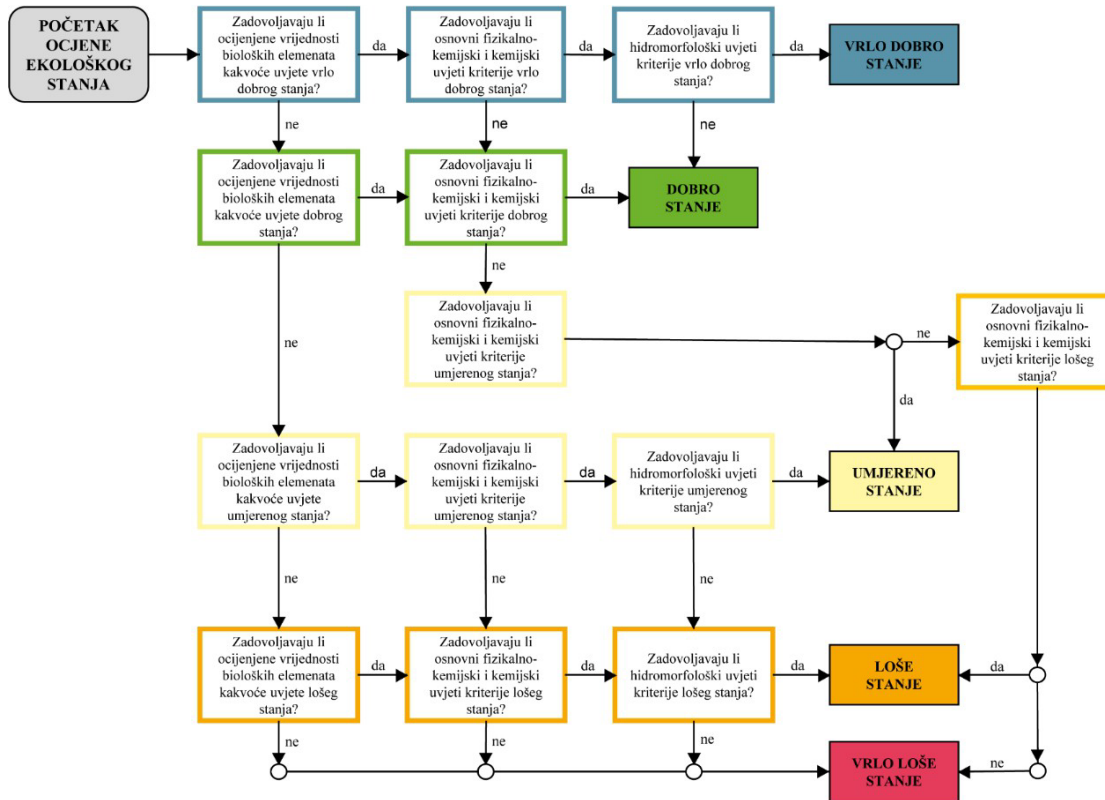 POČETAK
OCJENE
EKOLOŠKOG
STANJA
Zadovoljavaju li
ocijenjene vrijednosti
bioloških elemenata
kakvoće uvjete vrlo
dobrog stanja?
da
Zadovoljavaju li
osnovni fizikalno-
kemijski i kemijski
uvjeti kriterije vrlo
dobrog stanja?
da
Zadovoljavaju li
hidromorfološki uvjeti
kriterije vrlo dobrog
stanja?
da
VRLO DOBRO
STANJE
ne
ne
ne
Zadovoljavaju li
ocijenjene vrijednosti
bioloških elemenata
kakvoće uvjete dobrog
stanja?
da
Zadovoljavaju li
osnovni fizikalno-
kemijski i kemijski
uvjeti kriterije dobrog
stanja?
da
DOBRO
STANJE
ne
ne
Zadovoljavaju li
osnovni fizikalno-
kemijski i kemijski
uvjeti kriterije
umjerenog stanja?
ne
Zadovoljavaju li
osnovni fizikalno-
kemijski i kemijski
uvjeti kriterije lošeg
stanja?
da
Zadovoljavaju li
ocijenjene vrijednosti
bioloških elemenata
kakvoće uvjete
umjerenog stanja?
da
Zadovoljavaju li
osnovni fizikalno-
kemijski i kemijski
uvjeti kriterije
umjerenog stanja?
da
Zadovoljavaju li
hidromorfološki uvjeti
kriterije umjerenog
stanja?
da
UMJERENO
STANJE
ne
ne
ne
Zadovoljavaju li
ocijenjene vrijednosti
bioloških elemenata
kakvoće uvjete lošeg
stanja?
da
Zadovoljavaju li
osnovni fizikalno-
kemijski i kemijski
uvjeti kriterije lošeg
stanja?
da
Zadovoljavaju li
hidromorfološki uvjeti
kriterije lošeg stanja?
da
LOŠE
STANJE
da
ne
ne
ne
VRLO LOŠE
STANJE
ne